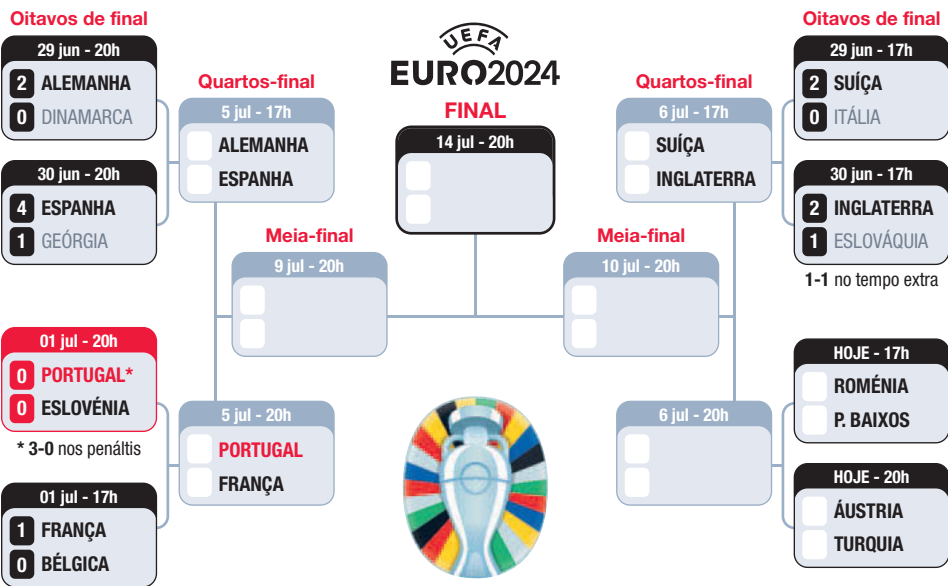 Oitavos de final
29 jun - 20h
2 ALEMANHA
0 DINAMARCA
30 jun - 20h
4 ESPANHA
1 GEÓRGIA
01 jul - 20h
0 PORTUGAL*
0 ESLOVÉNIA
* 3-0 nos penáltis
01 jul - 17h
1 FRANÇA
0 BÉLGICA
Quartos-final
5 jul - 17h
ALEMANHA
ESPANHA
5 jul - 20h
PORTUGAL
FRANÇA
Meia-final
9 jul - 20h
UEFA
EURO2024
FINAL
14 jul - 20h
Meia-final
10 jul - 20h
Quartos-final
6 jul - 17h
SUÍÇA
INGLATERRA
6 jul - 20h
Oitavos de final
29 jun - 17h
2 SUÍÇA
0 ITÁLIA
30 jun - 17h
2 INGLATERRA
1 ESLOVÁQUIA
1-1 no tempo extra
HOJE - 17h
ROMÉNIA
P. BAIXOS
HOJE - 20h
ÁUSTRIA
TURQUIA